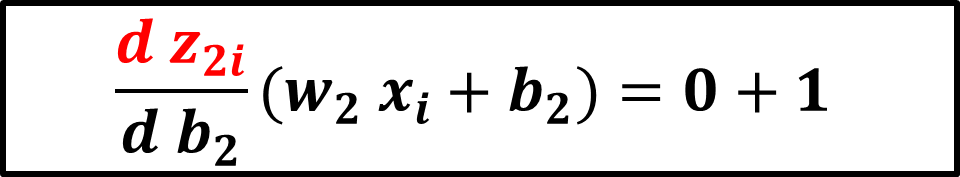 d z₂ᵢ
d b₂ (w₂ xᵢ + b₂) = 0 + 1